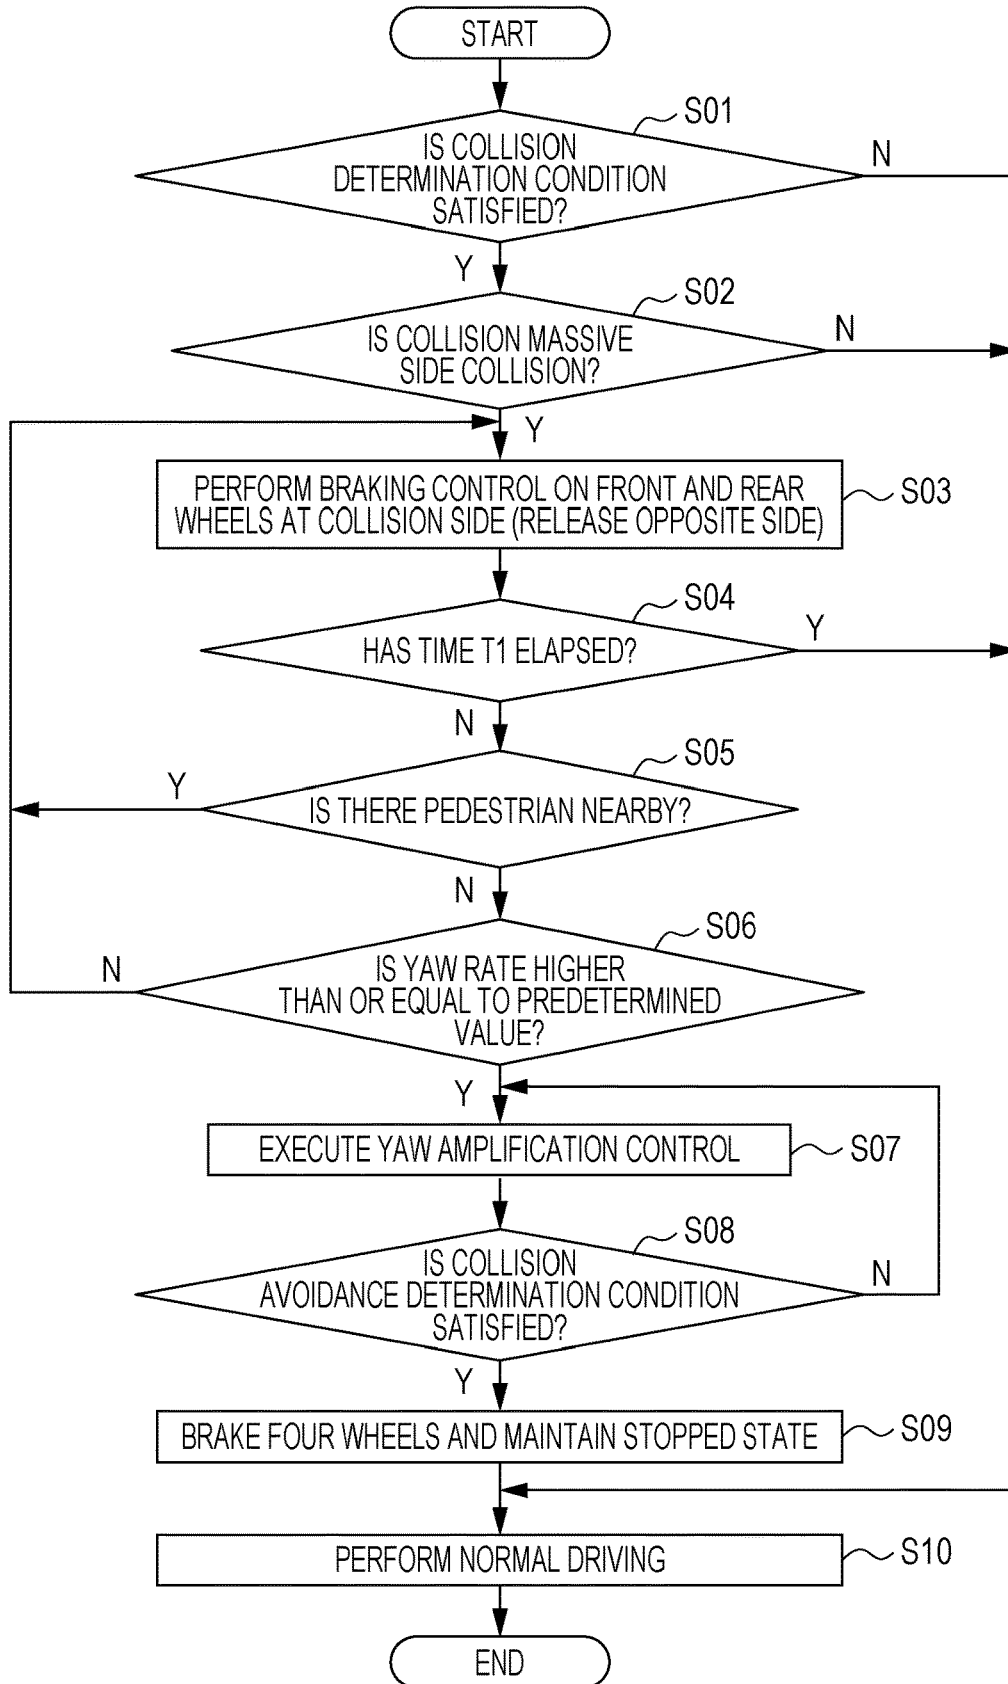 START
S01
IS COLLISION
DETERMINATION CONDITION
SATISFIED?
N
Y
S02
IS COLLISION MASSIVE
SIDE COLLISION?
N
Y
PERFORM BRAKING CONTROL ON FRONT AND REAR
WHEELS AT COLLISION SIDE (RELEASE OPPOSITE SIDE)
S03
S04
HAS TIME T1 ELAPSED?
Y
N
S05
IS THERE PEDESTRIAN NEARBY?
Y
N
S06
IS YAW RATE HIGHER
THAN OR EQUAL TO PREDETERMINED
VALUE?
N
Y
EXECUTE YAW AMPLIFICATION CONTROL
S07
S08
IS COLLISION
AVOIDANCE DETERMINATION CONDITION
SATISFIED?
N
Y
BRAKE FOUR WHEELS AND MAINTAIN STOPPED STATE
S09
PERFORM NORMAL DRIVING
S10
END